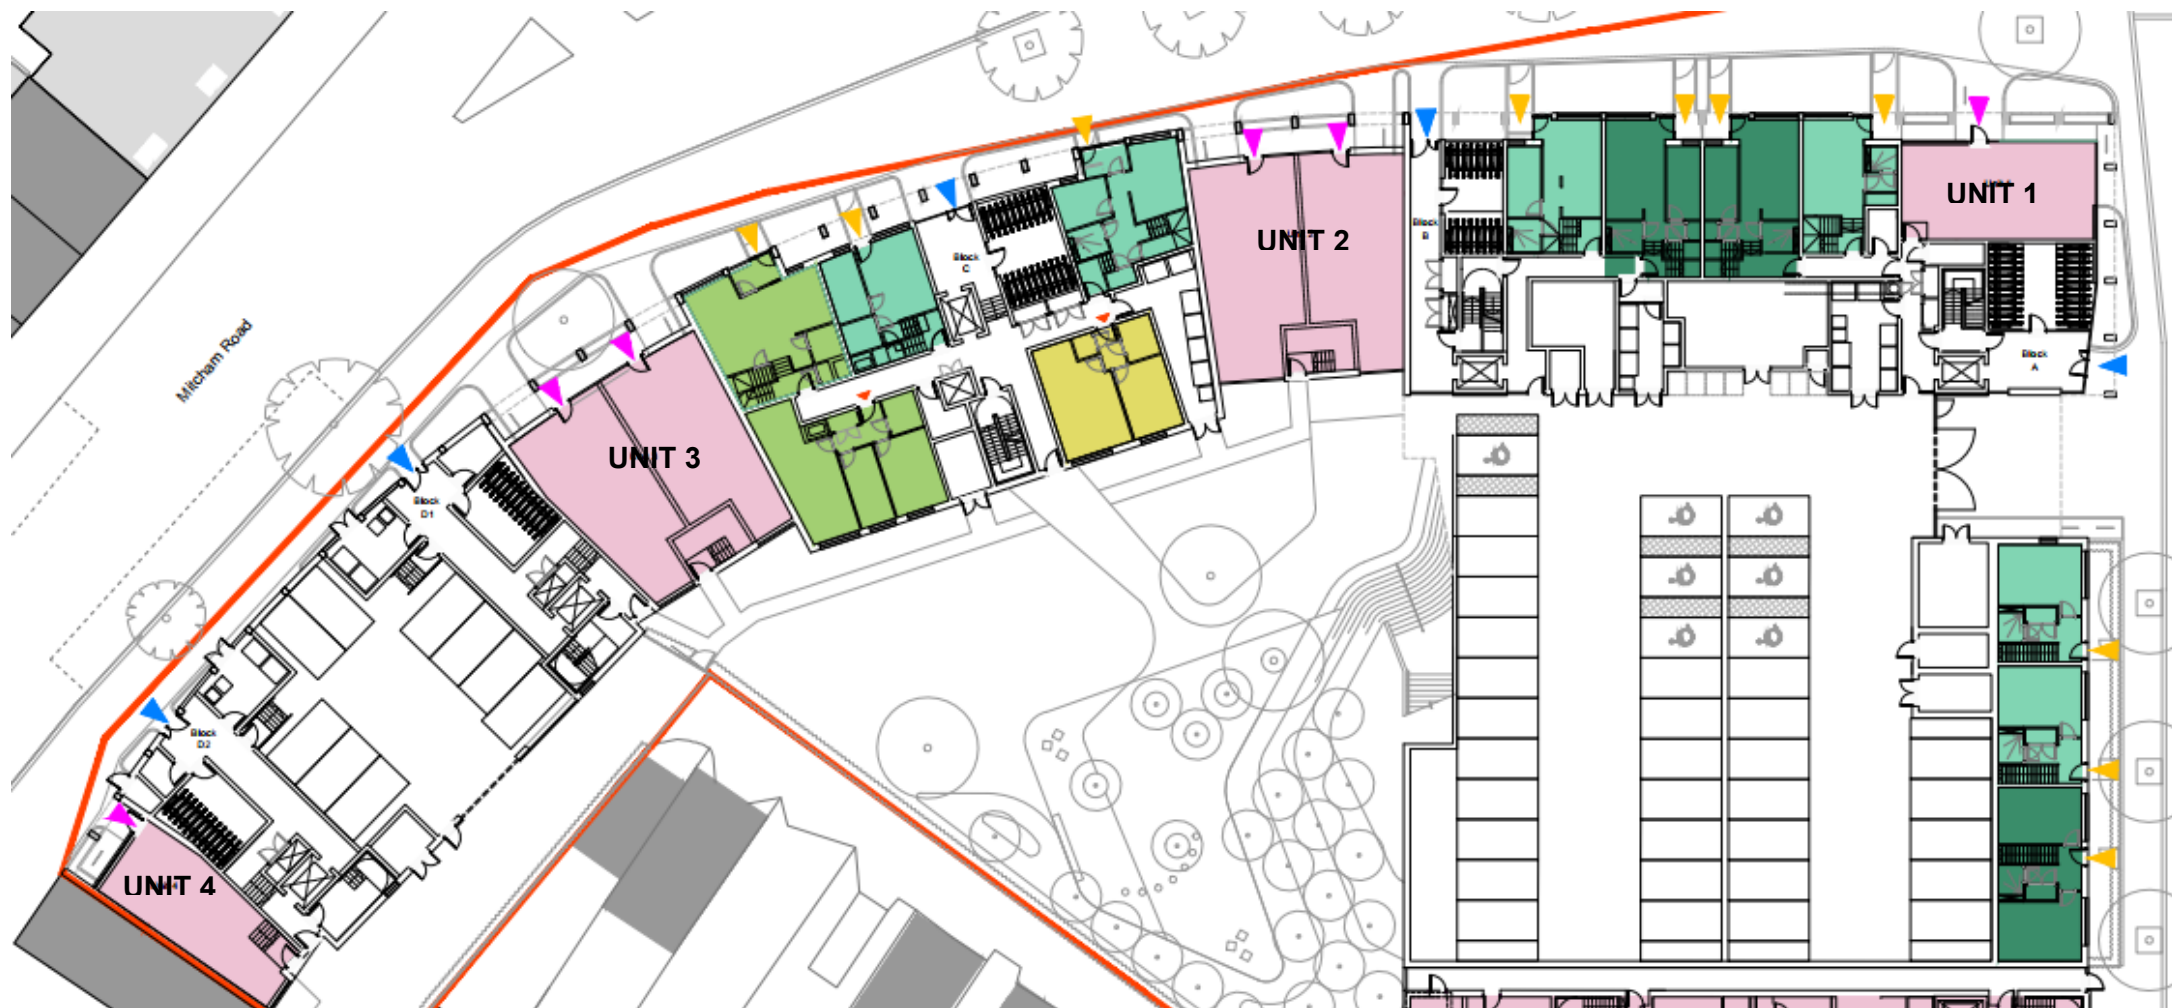 UNIT 1
UNIT 2
Block
B
Block
C
Block
A
Mitcham Road
UNIT 3
Block
D1
Block
D2
UNIT 4